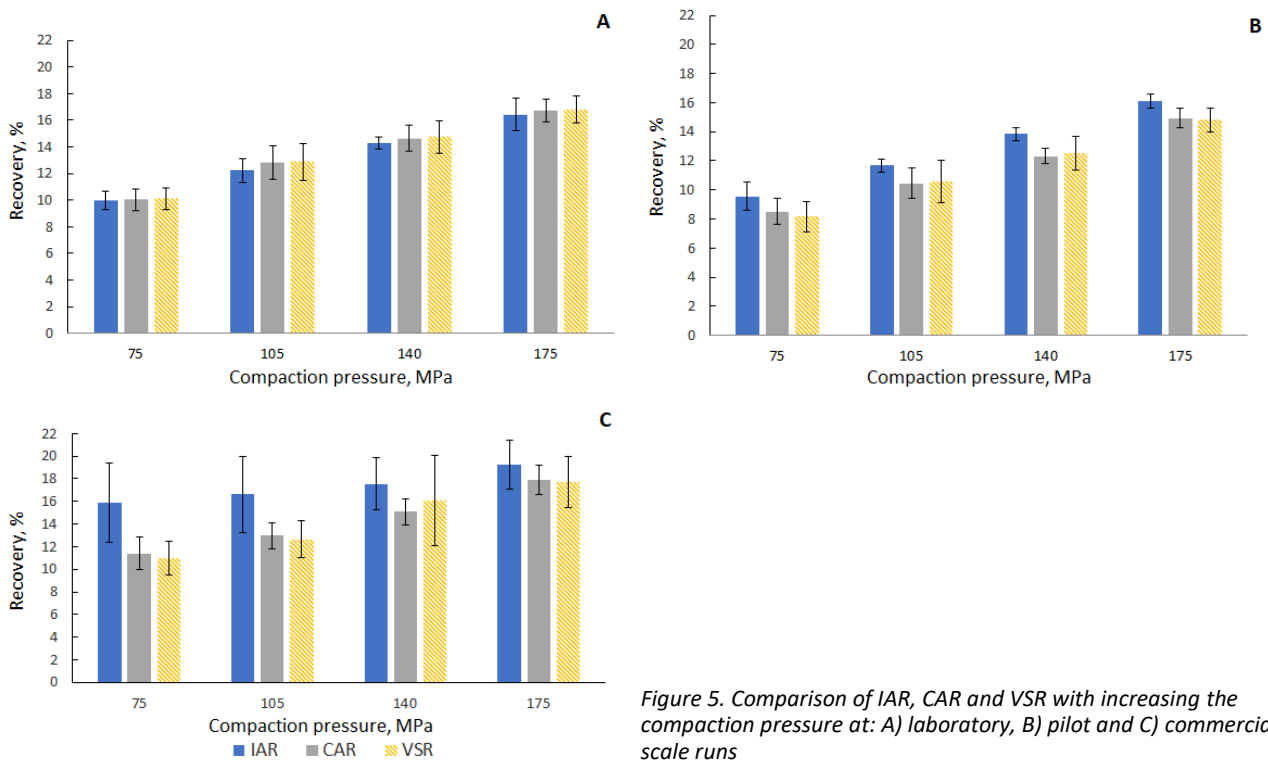 A
22
20
18
16
14
12
10
8
6
4
2
0
Recovery, %
75 105 140 175
Compaction pressure, MPa
B
22
20
18
16
14
12
10
8
6
4
2
0
Recovery, %
75 105 140 175
Compaction pressure, MPa
C
22
20
18
16
14
12
10
8
6
4
2
0
Recovery, %
75 105 140 175
Compaction pressure, MPa
IAR CAR VSR
Figure 5. Comparison of IAR, CAR and VSR with increasing the
compaction pressure at: A) laboratory, B) pilot and C) commercia
scale runs